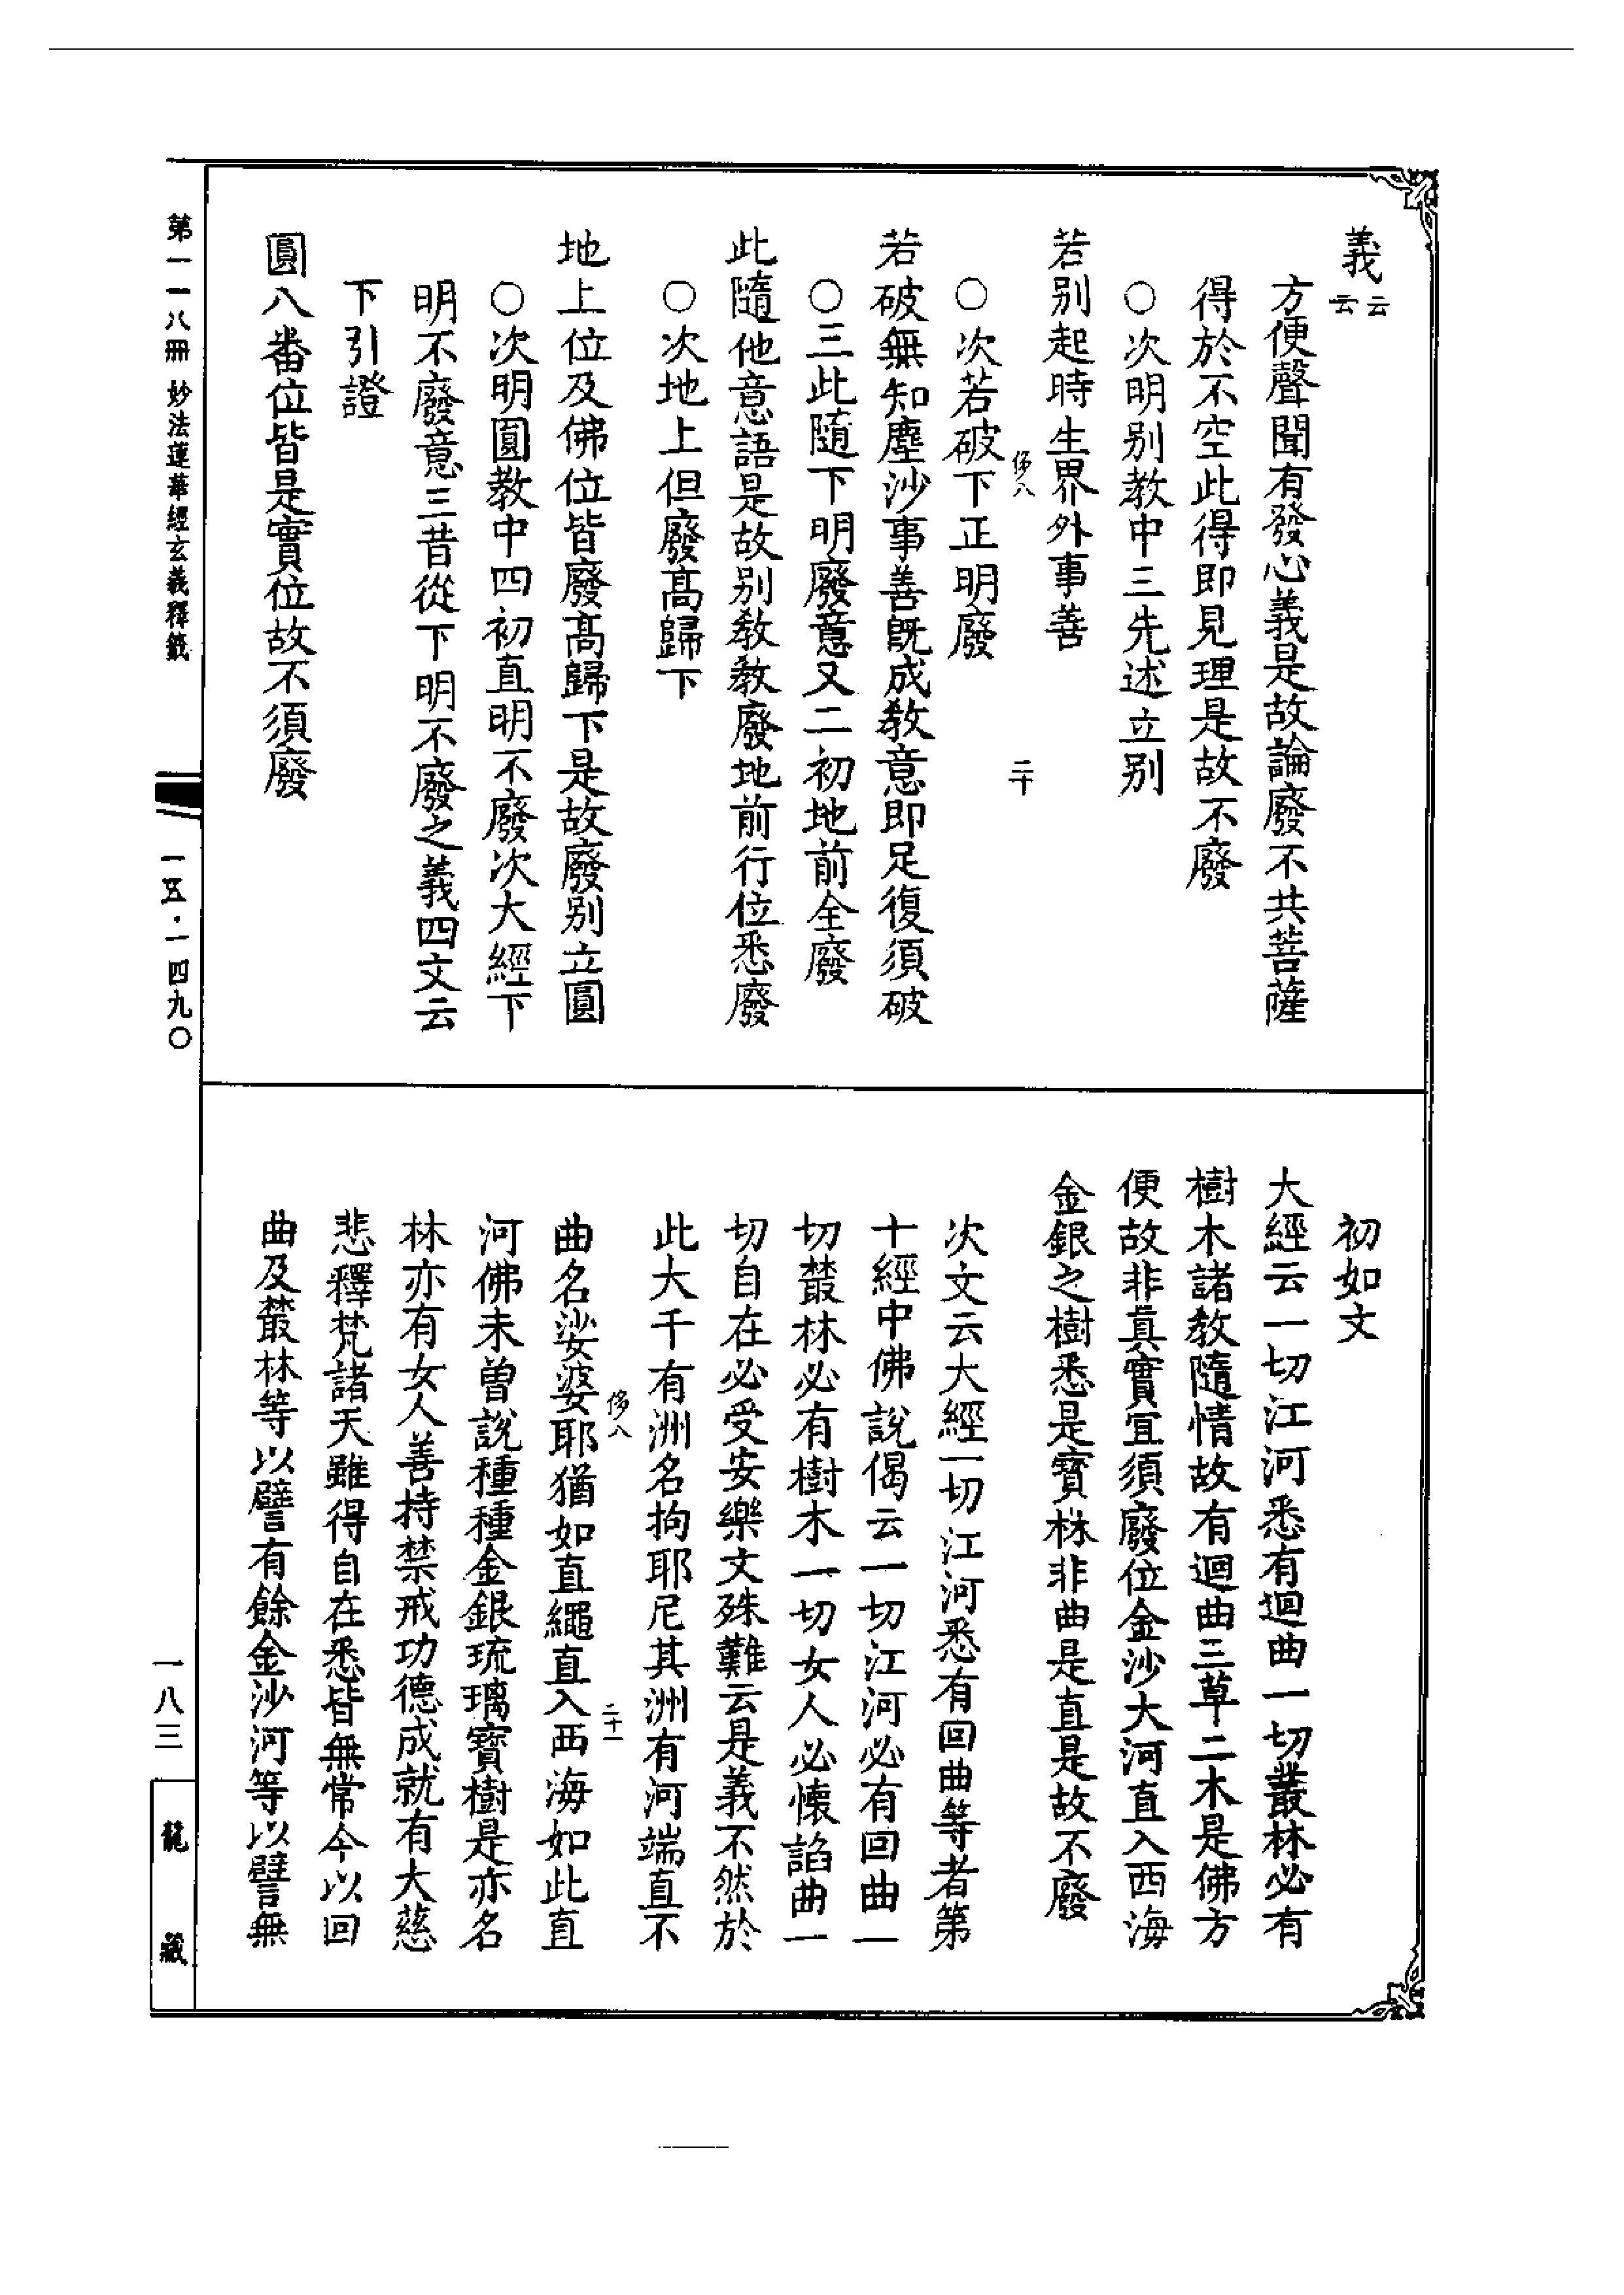 義云云
方便聲聞有發心義是故論廢不共菩薩
得於不空此得即見理是故不廢
○次明别教中三先述立别
若别起時生界外事善
侈八
二十
○次若破下正明廢
若破無知塵沙事善既成教意即足復須破
○三此隨下明廢意又二初地前全廢
此隨他意語是故别教教廢地前行位悉廢
○次地上但廢髙歸下
地上位及佛位皆廢髙歸下是故廢别立圓
○次明圓教中四初直明不廢次大經下
明不廢意三昔從下明不廢之義四文云
下引證
圓八番位皆是實位故不須廢
初如文
大經云一切江河悉有迴曲一切叢林必有
樹木諸教隨情故有迴曲三草二木是佛方
便故非眞實宜須廢位金沙大河直入西海
金銀之樹悉是寶林非曲是直是故不廢
次文云大經一切江河悉有回曲等者第
十經中佛說偈云一切江河必有回曲一
切叢林必有樹木一切女人必懷諂曲一
切自在必受安樂文殊難云是義不然於
此大千有洲名拘耶尼其洲有河端直不
侈八
二十一
曲名娑婆耶猶如直繩直入西海如此直
河佛未曾說種種金銀琉璃寶樹是亦名
林亦有女人善持禁戒功德成就有大慈
悲釋梵諸天雖得自在悉皆無常今以回
曲及叢林等以譬有餘金沙河等以譬無
第一一八冊 妙法蓮華經玄義釋籤
一五·一四九〇
一八三
龍藏